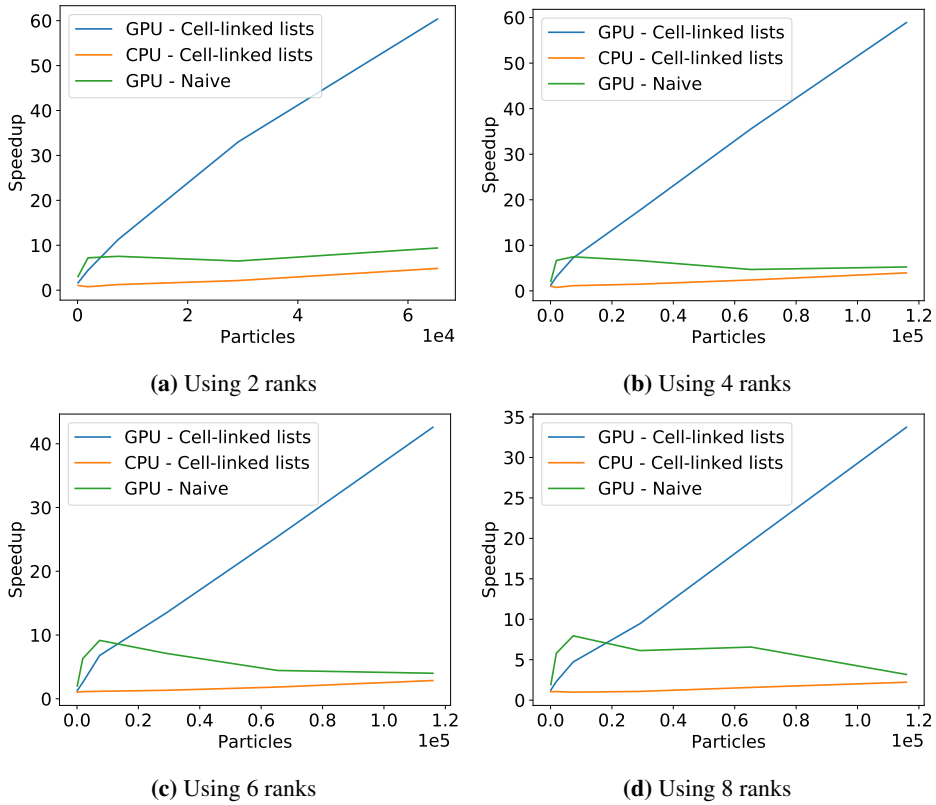 GPU - Cell-linked lists
CPU - Cell-linked lists
GPU - Naive
60
50
40
30
20
10
0
Speedup
0
2
4
6
1e4
Particles
(a) Using 2 ranks
GPU - Cell-linked lists
CPU - Cell-linked lists
GPU - Naive
60
50
40
30
20
10
0
Speedup
0.0
0.2
0.4
0.6
0.8
1.0
1.2
1e5
Particles
(b) Using 4 ranks
GPU - Cell-linked lists
CPU - Cell-linked lists
GPU - Naive
40
30
20
10
0
Speedup
0.0
0.2
0.4
0.6
0.8
1.0
1.2
1e5
Particles
(c) Using 6 ranks
GPU - Cell-linked lists
CPU - Cell-linked lists
GPU - Naive
35
30
25
20
15
10
5
0
Speedup
0.0
0.2
0.4
0.6
0.8
1.0
1.2
1e5
Particles
(d) Using 8 ranks